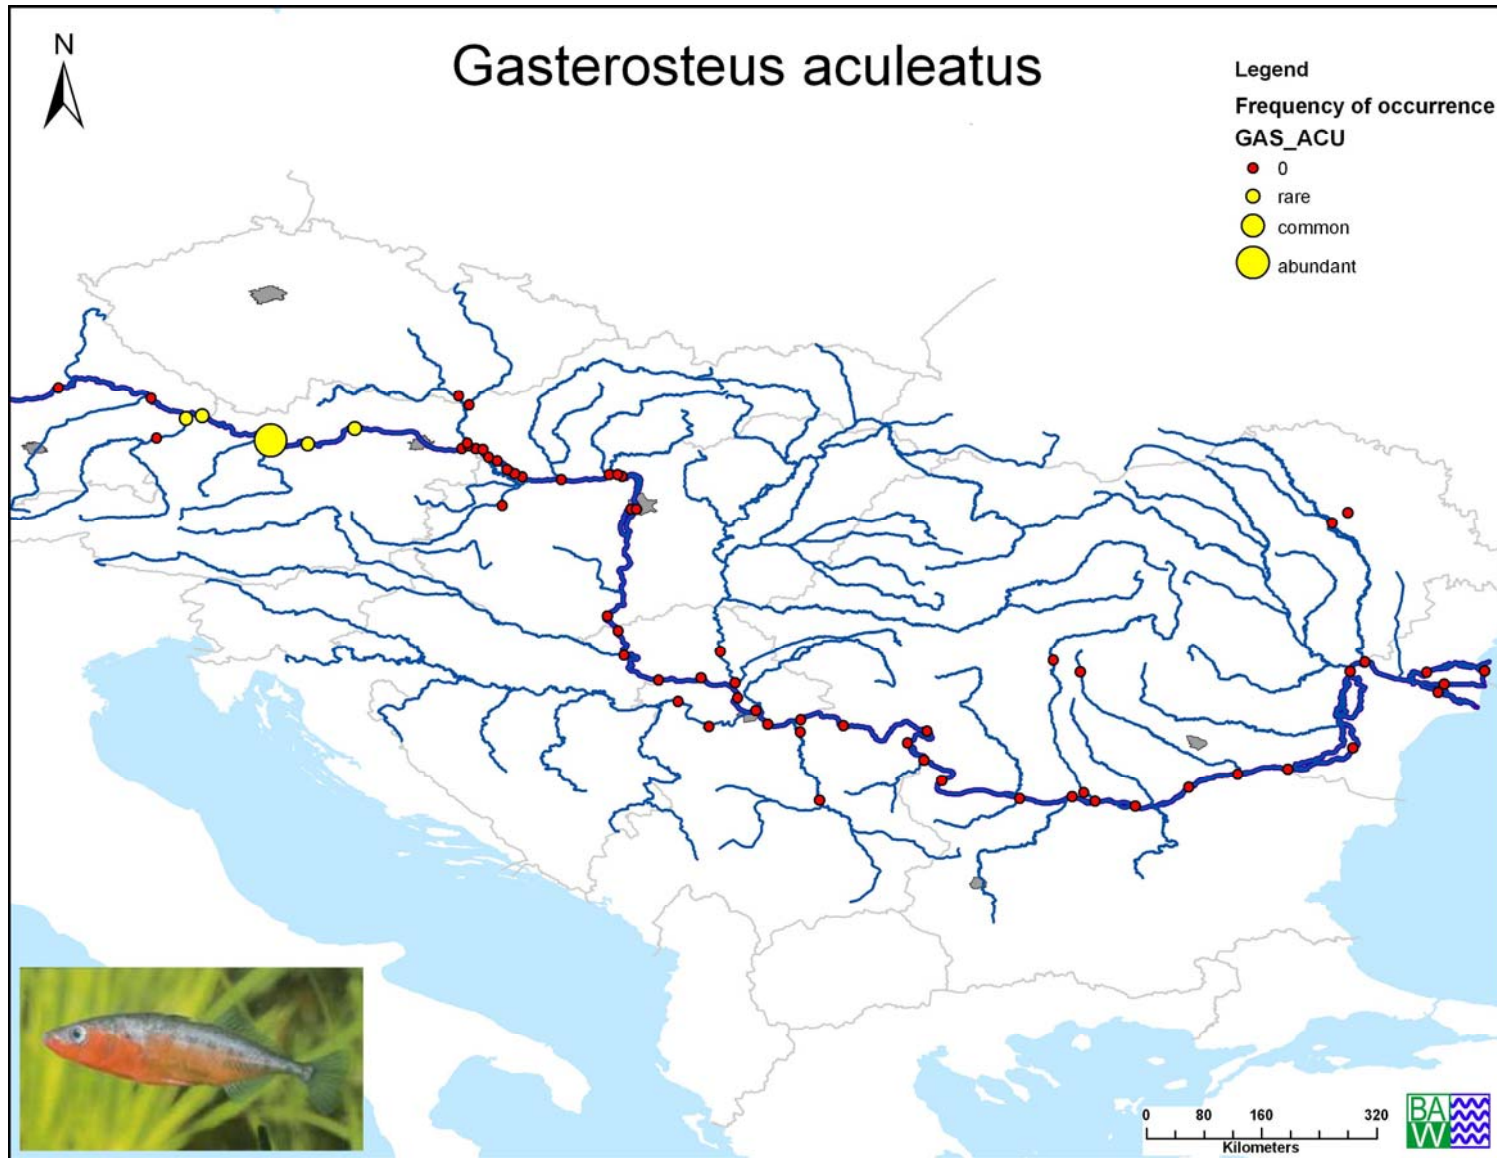 N
Gasterosteus aculeatus
Legend
Frequency of occurrence
GAS_ACU
0
rare
common
abundant
0 80 160 320
Kilometers
BA
W